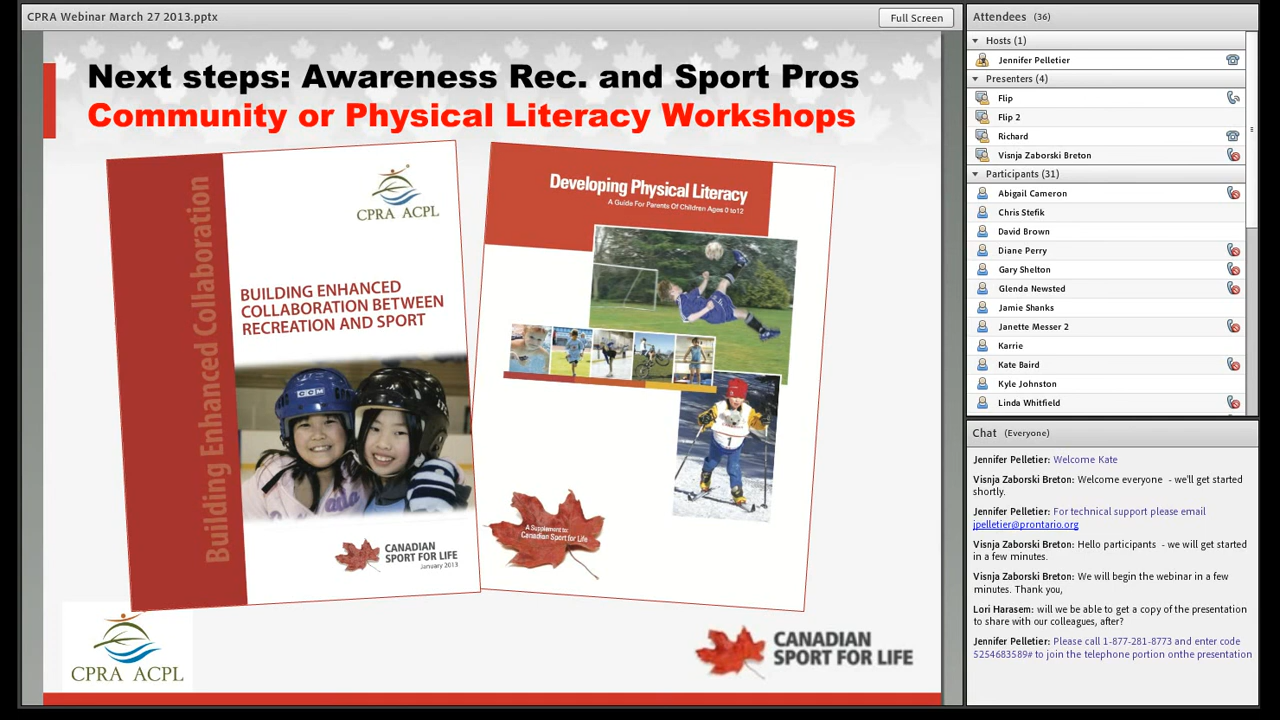 CPRA Webinar March 27 2013.pptx
Full Screen
Next steps: Awareness Rec. and Sport Pros
Community or Physical Literacy Workshops
Building Enhanced Collaboration
CPRA ACPL
BUILDING ENHANCED
COLLABORATION BETWEEN
RECREATION AND SPORT
CCM
CANADIAN
SPORT FOR LIFE
January 2013
Developing Physical Literacy
A Guide For Parents Of Children Ages 0 to12
1
A Supplement to:
Canadian Sport for Life
CPRA ACPL
CANADIAN
SPORT FOR LIFE
Attendees (36)
Hosts (1)
Jennifer Pelletier
Presenters (4)
Flip
Flip 2
Richard
Visnja Zaborski Breton
Participants (31)
Abigail Cameron
Chris Stefik
David Brown
Diane Perry
Gary Shelton
Glenda Newsted
Jamie Shanks
Janette Messer 2
Karrie
Kate Baird
Kyle Johnston
Linda Whitfield
Chat (Everyone)
Jennifer Pelletier: Welcome Kate
Visnja Zaborski Breton: Welcome everyone - we'll get started
shortly.
Jennifer Pelletier: For technical support please email
jpelletier@prontario.org
Visnja Zaborski Breton: Hello participants - we will get started
in a few minutes.
Visnja Zaborski Breton: We will begin the webinar in a few
minutes. Thank you,
Lori Harasem: will we be able to get a copy of the presentation
to share with our colleagues, after?
Jennifer Pelletier: Please call 1-877-281-8773 and enter code
5254683589# to join the telephone portion onthe presentation